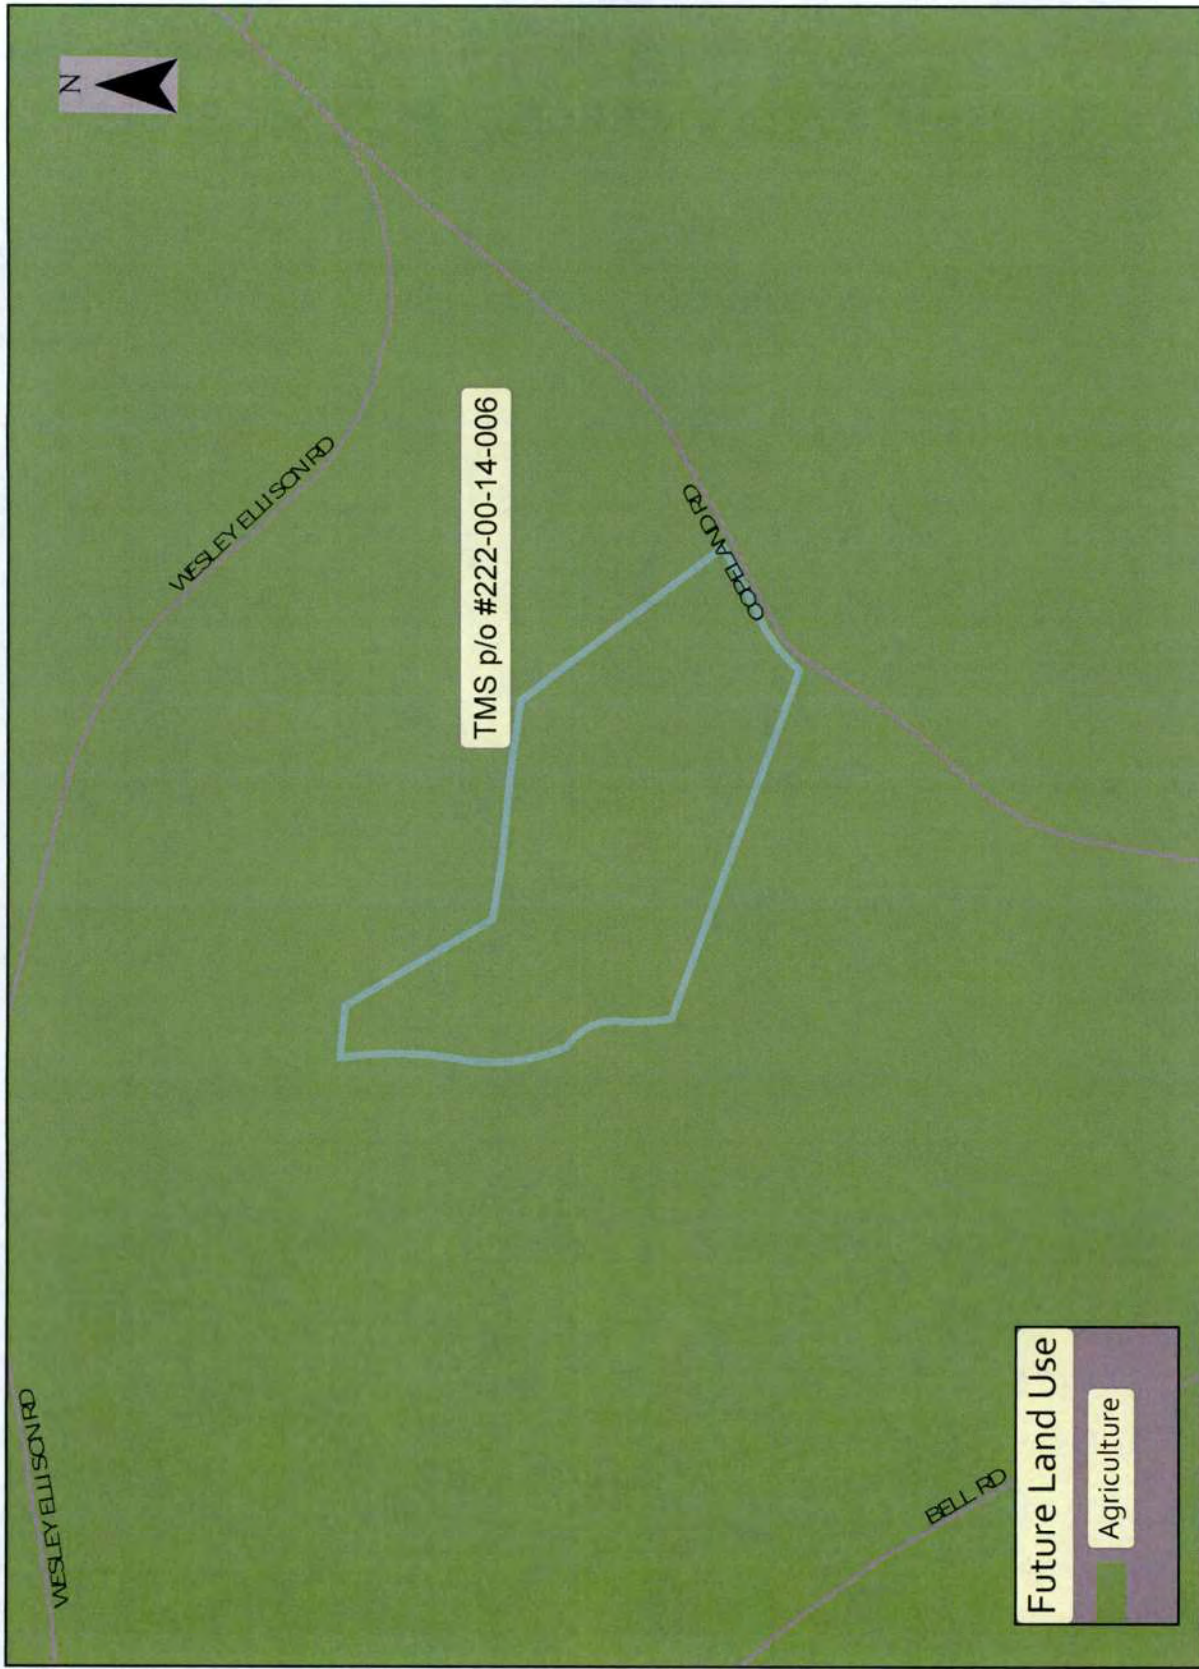 N
WESLEY ELLISON RD
WESLEY ELLISON RD
TMS p/o #222-00-14-006
COPELAND RD
BELL RD
Future Land Use
Agriculture